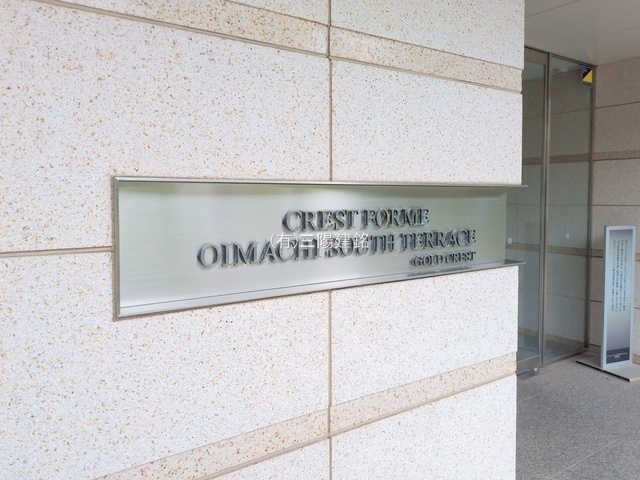 CREST FORME
OIMACHI SOUTH TERRACE
GOLD CREST
(有)三陽建銘